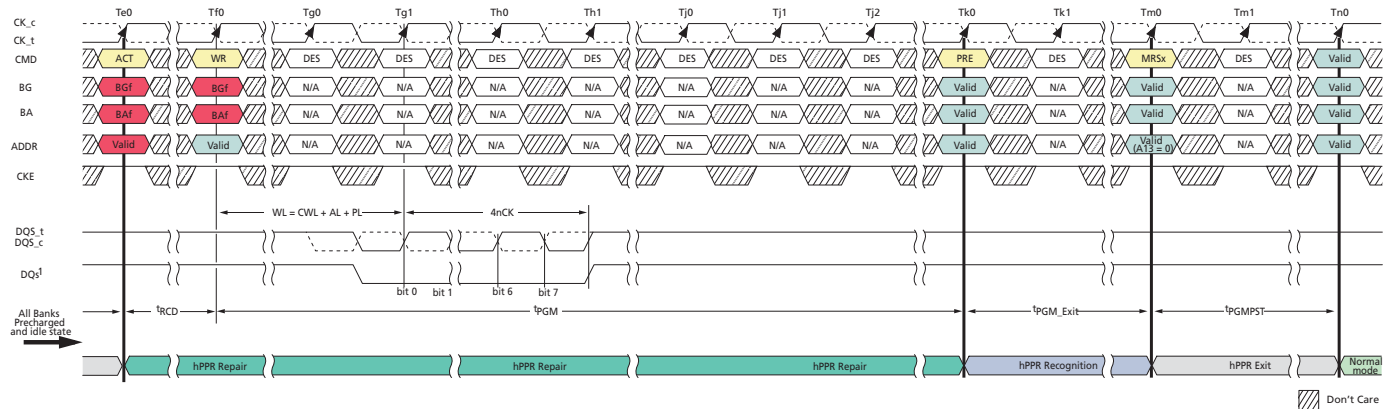 Te0 Tf0 Tg0 Tg1 Th0 Th1 Tj0 Tj1 Tj2 Tk0 Tk1 Tm0 Tm1 Tn0
CK_c
CK_t
CMD ACT WR DES DES DES DES DES DES DES PRE DES MRSx DES Valid
BG BGf BGf N/A N/A N/A N/A N/A N/A N/A Valid N/A Valid N/A Valid
BA BAf BAf N/A N/A N/A N/A N/A N/A N/A Valid N/A Valid N/A Valid
ADDR Valid Valid N/A N/A N/A N/A N/A N/A N/A Valid N/A Valid (A13 = 0) N/A Valid
CKE
WL = CWL + AL + PL 4nCK
DQS_t
DQS_c
DQs1
bit 0 bit 1 bit 6 bit 7
All Banks
Precharged
and idle state
tRCD tPGM tPGM_Exit tPGMPST
hPPR Repair hPPR Repair hPPR Repair hPPR Recognition hPPR Exit Normal
mode
Don't Care